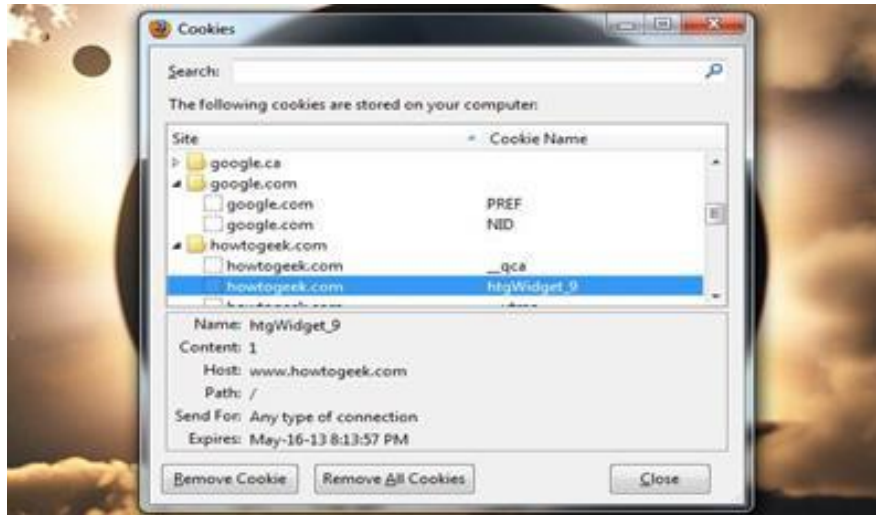 Cookies
Search:
The following cookies are stored on your computer:
Site Cookie Name
google.ca
google.com
google.com PREF
google.com NID
howtogeek.com
howtogeek.com __qca
howtogeek.com htgWidget_9
Name: htgWidget_9
Content: 1
Host: www.howtogeek.com
Path: /
Send For: Any type of connection
Expires: May-16-13 8:13:57 PM
Remove Cookie Remove All Cookies Close